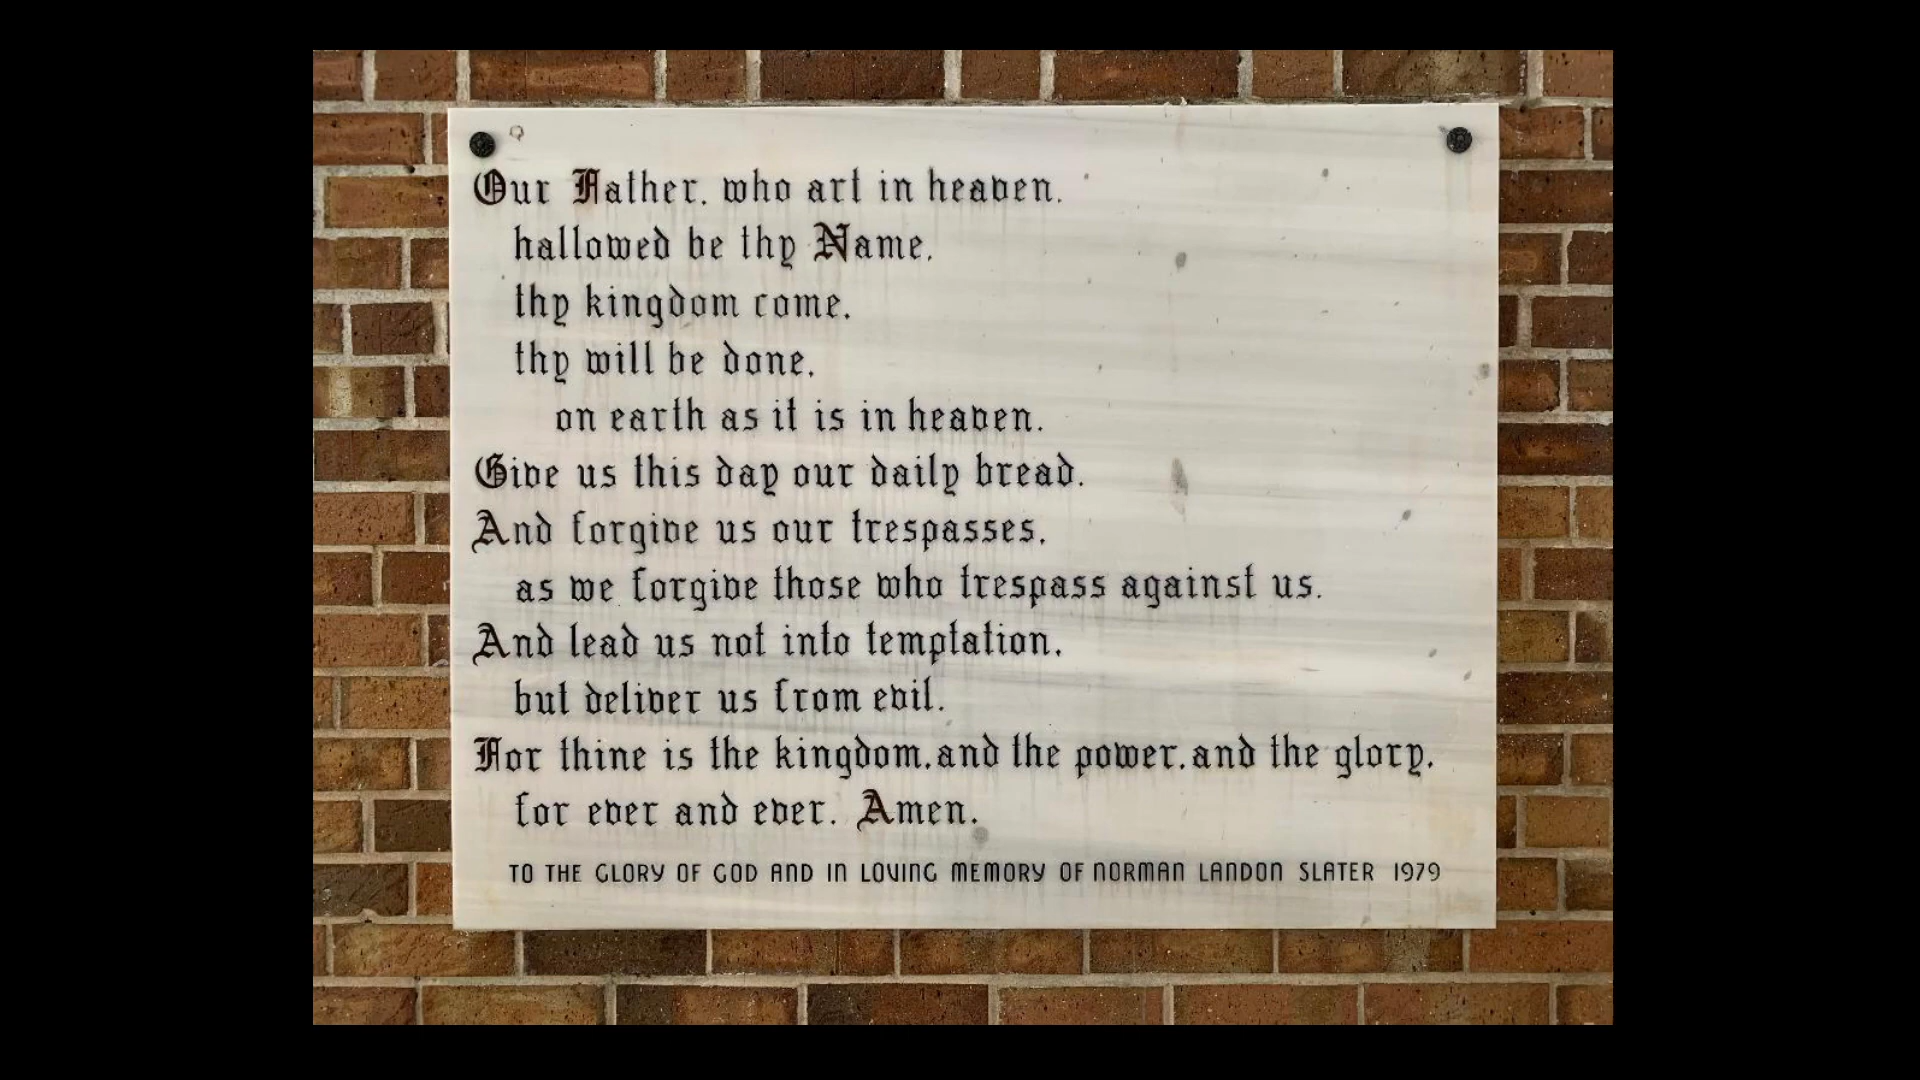 Our Father, who art in heaven,
hallowed be thy Name,
thy kingdom come,
thy will be done,
on earth as it is in heaven.
Give us this day our daily bread.
And forgive us our trespasses,
as we forgive those who trespass against us.
And lead us not into temptation,
but deliver us from evil.
For thine is the kingdom, and the power, and the glory,
for ever and ever. Amen.
TO THE GLORY OF GOD AND IN LOVING MEMORY OF NORMAN LANDON SLATER 1979